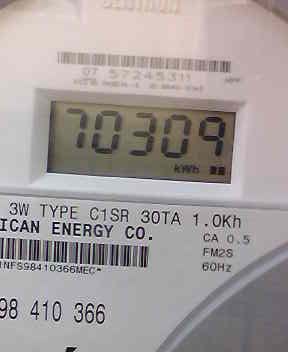 07 57245311
70309
kWh
3W TYPE C1SR 30TA 1.0Kh
ICAN ENERGY CO.
CA 0.5
FM2S
60Hz
INFS98410366MEC*
98 410 366